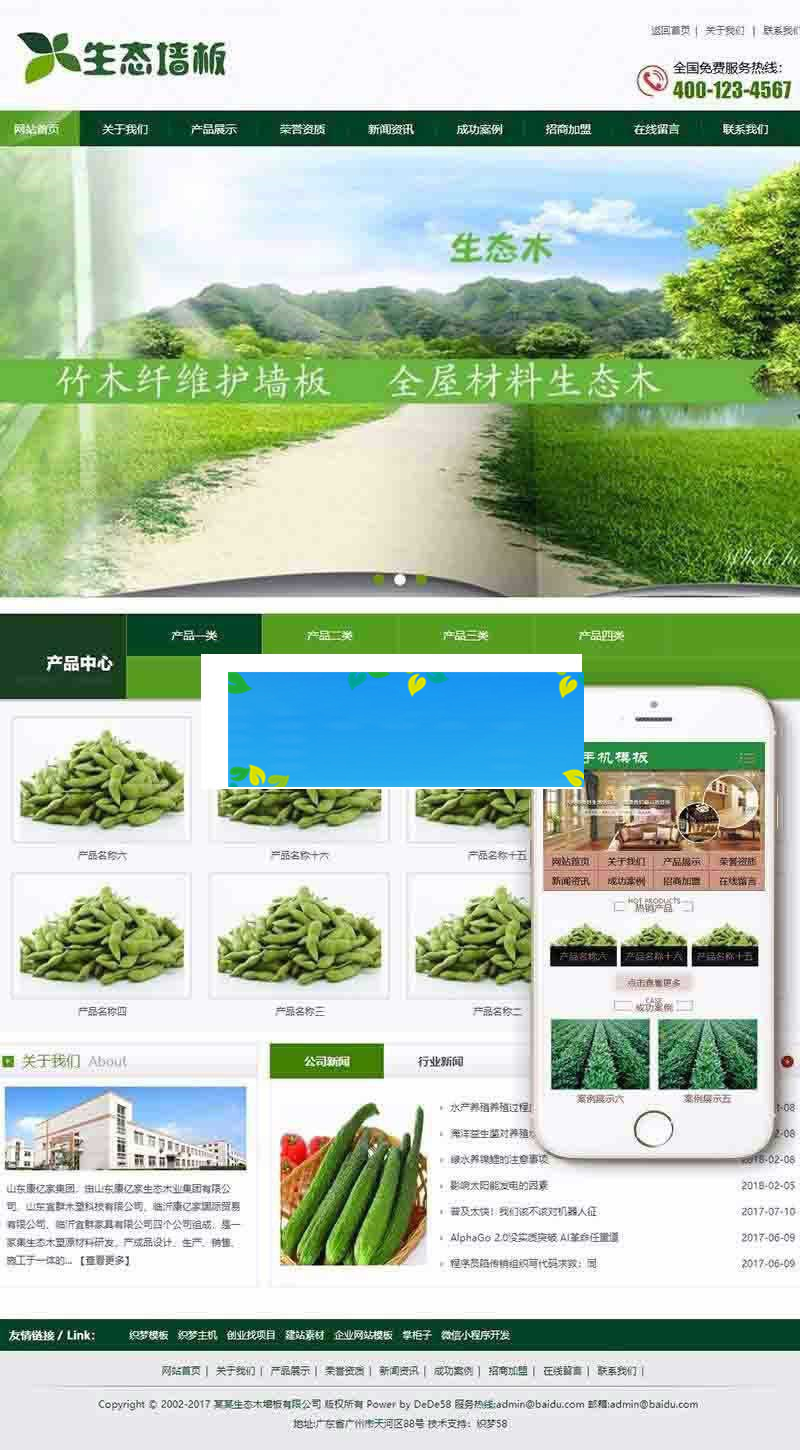 返回首页 | 关于我们 | 联系我们
生态墙板
全国免费服务热线：
400-123-4567
网站首页 关于我们 产品展示 荣誉资质 新闻资讯 成功案例 招商加盟 在线留言 联系我们
生态木
竹木纤维护墙板 全屋材料生态木
Whole ho
产品中心
产品一类 产品二类 产品三类 产品四类
产品名称六 产品名称十六 产品名称十五
产品名称四 产品名称三 产品名称二
手机模板
网站首页 关于我们 产品展示 荣誉资质
新闻资讯 成功案例 招商加盟 在线留言
HOT PRODUCTS
热销产品
产品名称六 产品名称十六 产品名称十五
点击查看更多
CASE
成功案例
案例展示六 案例展示五
关于我们 About
山东康亿家集团，由山东康亿家生态木业集团有限公
司、山东宜群木塑科技有限公司、临沂康亿家国际贸易
有限公司、临沂宜群家具有限公司四个公司组成，是一
家集生态木塑原材料研发、产成品设计、生产、销售、
施工于一体的... 【查看更多】
公司新闻 行业新闻
水产养殖养殖过程 1-08
海洋益生菌对养殖 2-08
绿水养锦鲤的注意事项 2018-02-08
影响太阳能发电的因素 2018-02-05
普及太快！我们该不该对机器人征 2017-07-10
AlphaGo 2.0没实质突破 AI革命任重道 2017-06-09
程序员陷传销组织写代码求救：同 2017-06-09
友情链接 / Link: 织梦模板 织梦主机 创业找项目 建站素材 企业网站模板 掌柜子 微信小程序开发
网站首页 | 关于我们 | 产品展示 | 荣誉资质 | 新闻资讯 | 成功案例 | 招商加盟 | 在线留言 | 联系我们 |
Copyright © 2002-2017 某某生态木墙板有限公司 版权所有 Power by DeDe58 服务热线:admin@baidu.com 邮箱:admin@baidu.com
地址:广东省广州市天河区88号 技术支持：织梦58